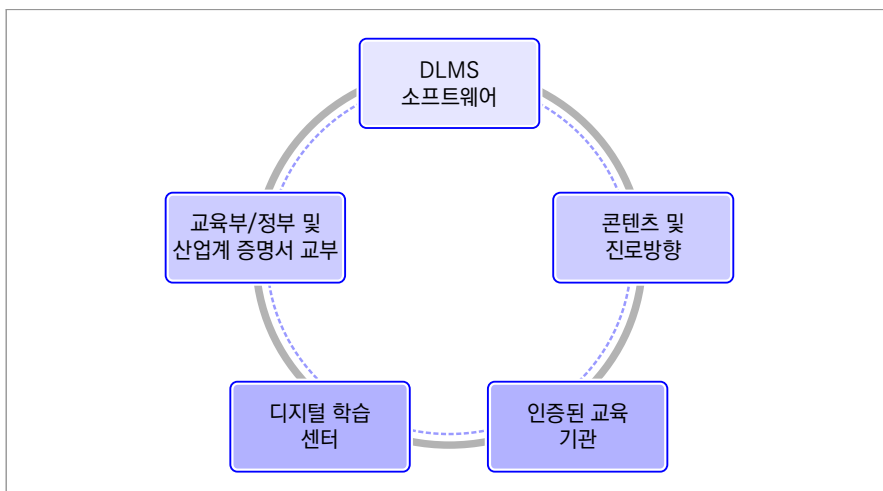 DLMS
소프트웨어
교육부/정부 및
산업계 증명서 교부
콘텐츠 및
진로방향
디지털 학습
센터
인증된 교육
기관